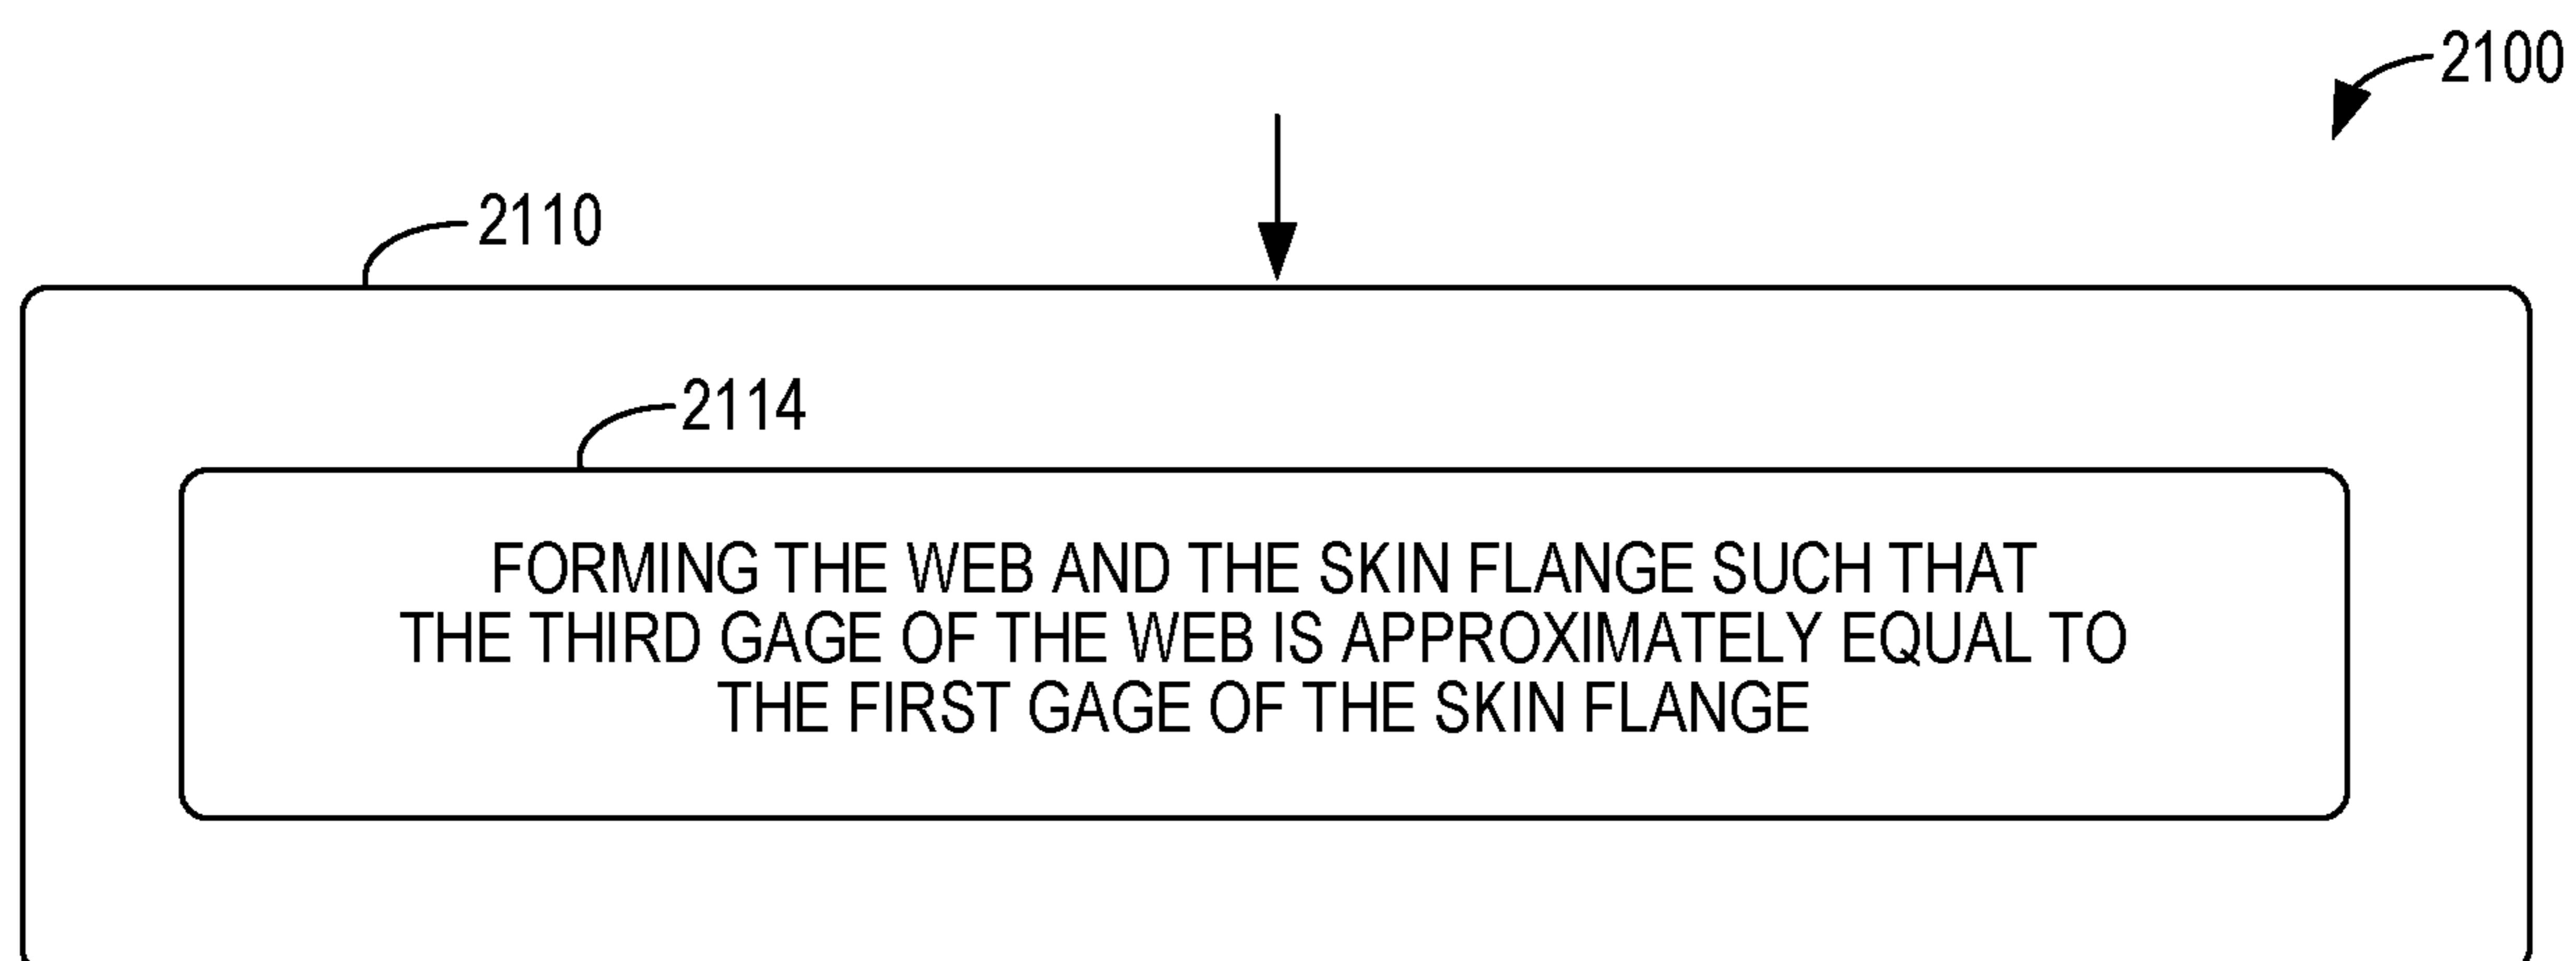 2100
2110
2114
FORMING THE WEB AND THE SKIN FLANGE SUCH THAT
THE THIRD GAGE OF THE WEB IS APPROXIMATELY EQUAL TO
THE FIRST GAGE OF THE SKIN FLANGE